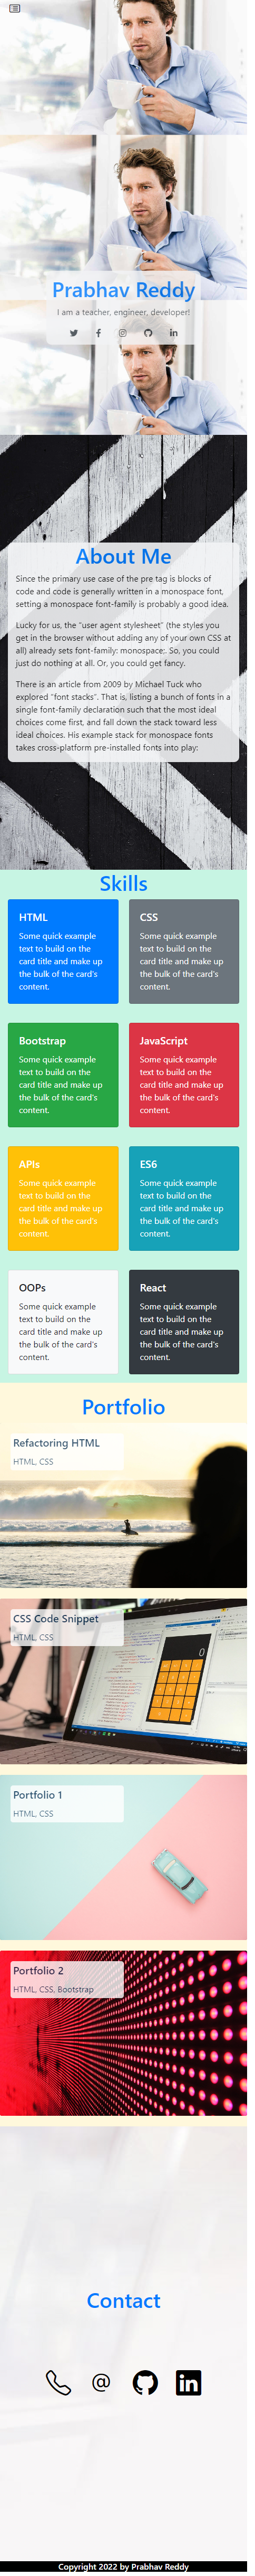 Prabhav Reddy
I am a teacher, engineer, developer!
About Me
Since the primary use case of the pre tag is blocks of
code and code is generally written in a monospace font,
setting a monospace font-family is probably a good idea.
Lucky for us, the "user agent stylesheet" (the styles you
get in the browser without adding any of your own CSS at
all) already sets font-family: monospace;. So, you could
just do nothing at all. Or, you could get fancy.
There is an article from 2009 by Michael Tuck who
explored "font stacks". That is, listing a bunch of fonts in a
single font-family declaration such that the most ideal
choices come first, and fall down the stack toward less
ideal choices. His example stack for monospace fonts
takes cross-platform pre-installed fonts into play:
Skills
HTML
Some quick example
text to build on the
card title and make up
the bulk of the card's
content.
CSS
Some quick example
text to build on the
card title and make up
the bulk of the card's
content.
Bootstrap
Some quick example
text to build on the
card title and make up
the bulk of the card's
content.
JavaScript
Some quick example
text to build on the
card title and make up
the bulk of the card's
content.
APIs
Some quick example
text to build on the
card title and make up
the bulk of the card's
content.
ES6
Some quick example
text to build on the
card title and make up
the bulk of the card's
content.
OOPs
Some quick example
text to build on the
card title and make up
the bulk of the card's
content.
React
Some quick example
text to build on the
card title and make up
the bulk of the card's
content.
Portfolio
Refactoring HTML
HTML, CSS
CSS Code Snippet
HTML, CSS
Portfolio 1
HTML, CSS
Portfolio 2
HTML, CSS, Bootstrap
Contact
Copyright 2022 by Prabhav Reddy